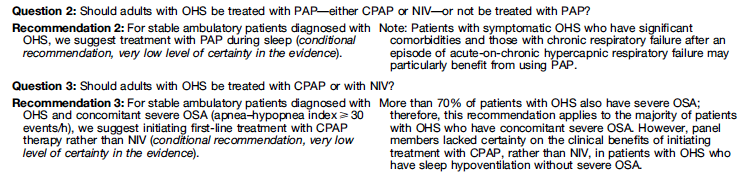 Question 2: Should adults with OHS be treated with PAP—either CPAP or NIV—or not be treated with PAP?
Recommendation 2: For stable ambulatory patients diagnosed with
OHS, we suggest treatment with PAP during sleep (conditional
recommendation, very low level of certainty in the evidence).
Note: Patients with symptomatic OHS who have significant
comorbidities and those with chronic respiratory failure after an
episode of acute-on-chronic hypercapnic respiratory failure may
particularly benefit from using PAP.
Question 3: Should adults with OHS be treated with CPAP or with NIV?
Recommendation 3: For stable ambulatory patients diagnosed with
OHS and concomitant severe OSA (apnea–hypopnea index ≥ 30
events/h), we suggest initiating first-line treatment with CPAP
therapy rather than NIV (conditional recommendation, very low
level of certainty in the evidence).
More than 70% of patients with OHS also have severe OSA;
therefore, this recommendation applies to the majority of patients
with OHS who have concomitant severe OSA. However, panel
members lacked certainty on the clinical benefits of initiating
treatment with CPAP, rather than NIV, in patients with OHS who
have sleep hypoventilation without severe OSA.